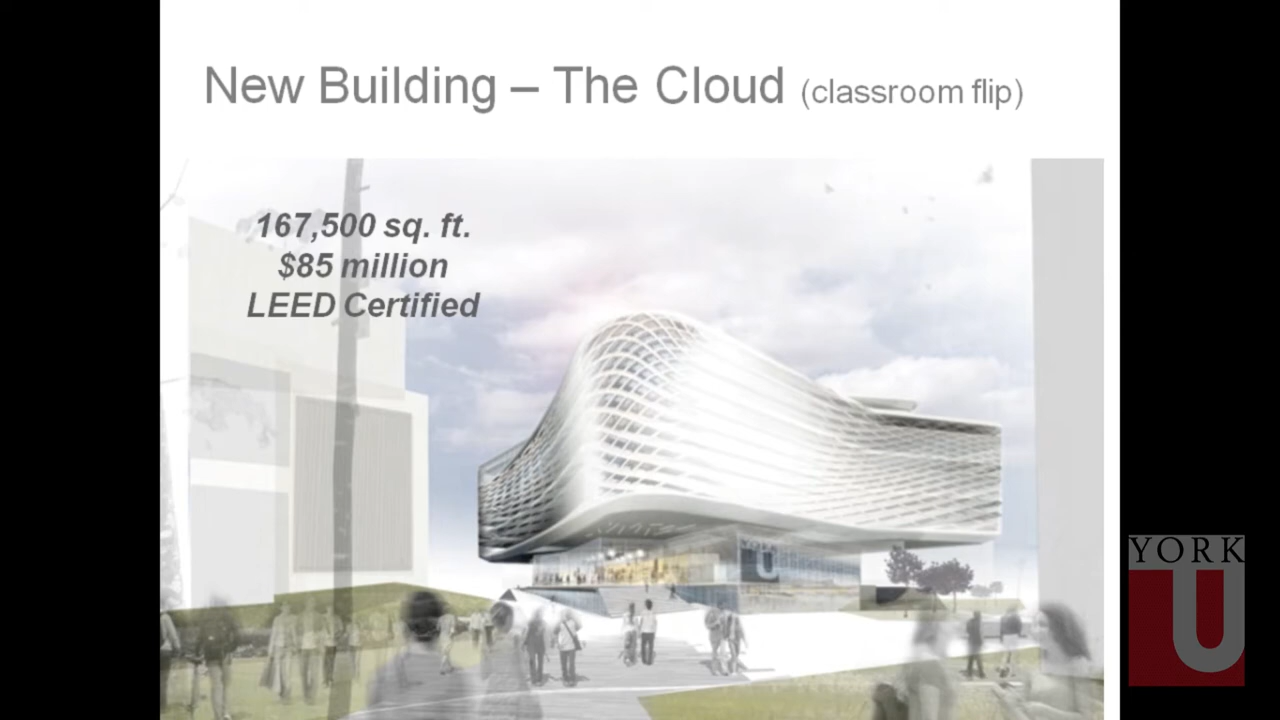 New Building – The Cloud (classroom flip)
167,500 sq. ft.
$85 million
LEED Certified
U
YORK
U